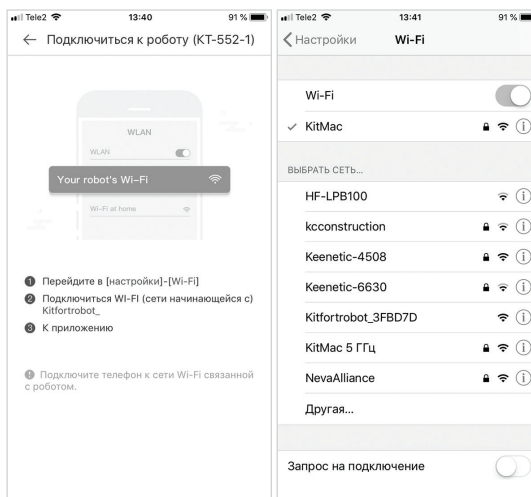 Tele2 13:40 91 %
Подключиться к роботу (KT-552-1)
WLAN
WLAN
Your robot's Wi-Fi
Wi-Fi at home
1 Перейдите в [настройки]-[Wi-Fi]
2 Подключиться WI-FI (сети начинающейся с)
Kitfortrobot_
3 К приложению
Подключите телефон к сети Wi-Fi связанной
с роботом.
Tele2 13:41 91 %
Настройки Wi-Fi
Wi-Fi
KitMac
ВЫБРАТЬ СЕТЬ...
HF-LPB100
kcconstruction
Keenetic-4508
Keenetic-6630
Kitfortrobot_3FBD7D
KitMac 5 ГГц
NevaAlliance
Другая...
Запрос на подключение